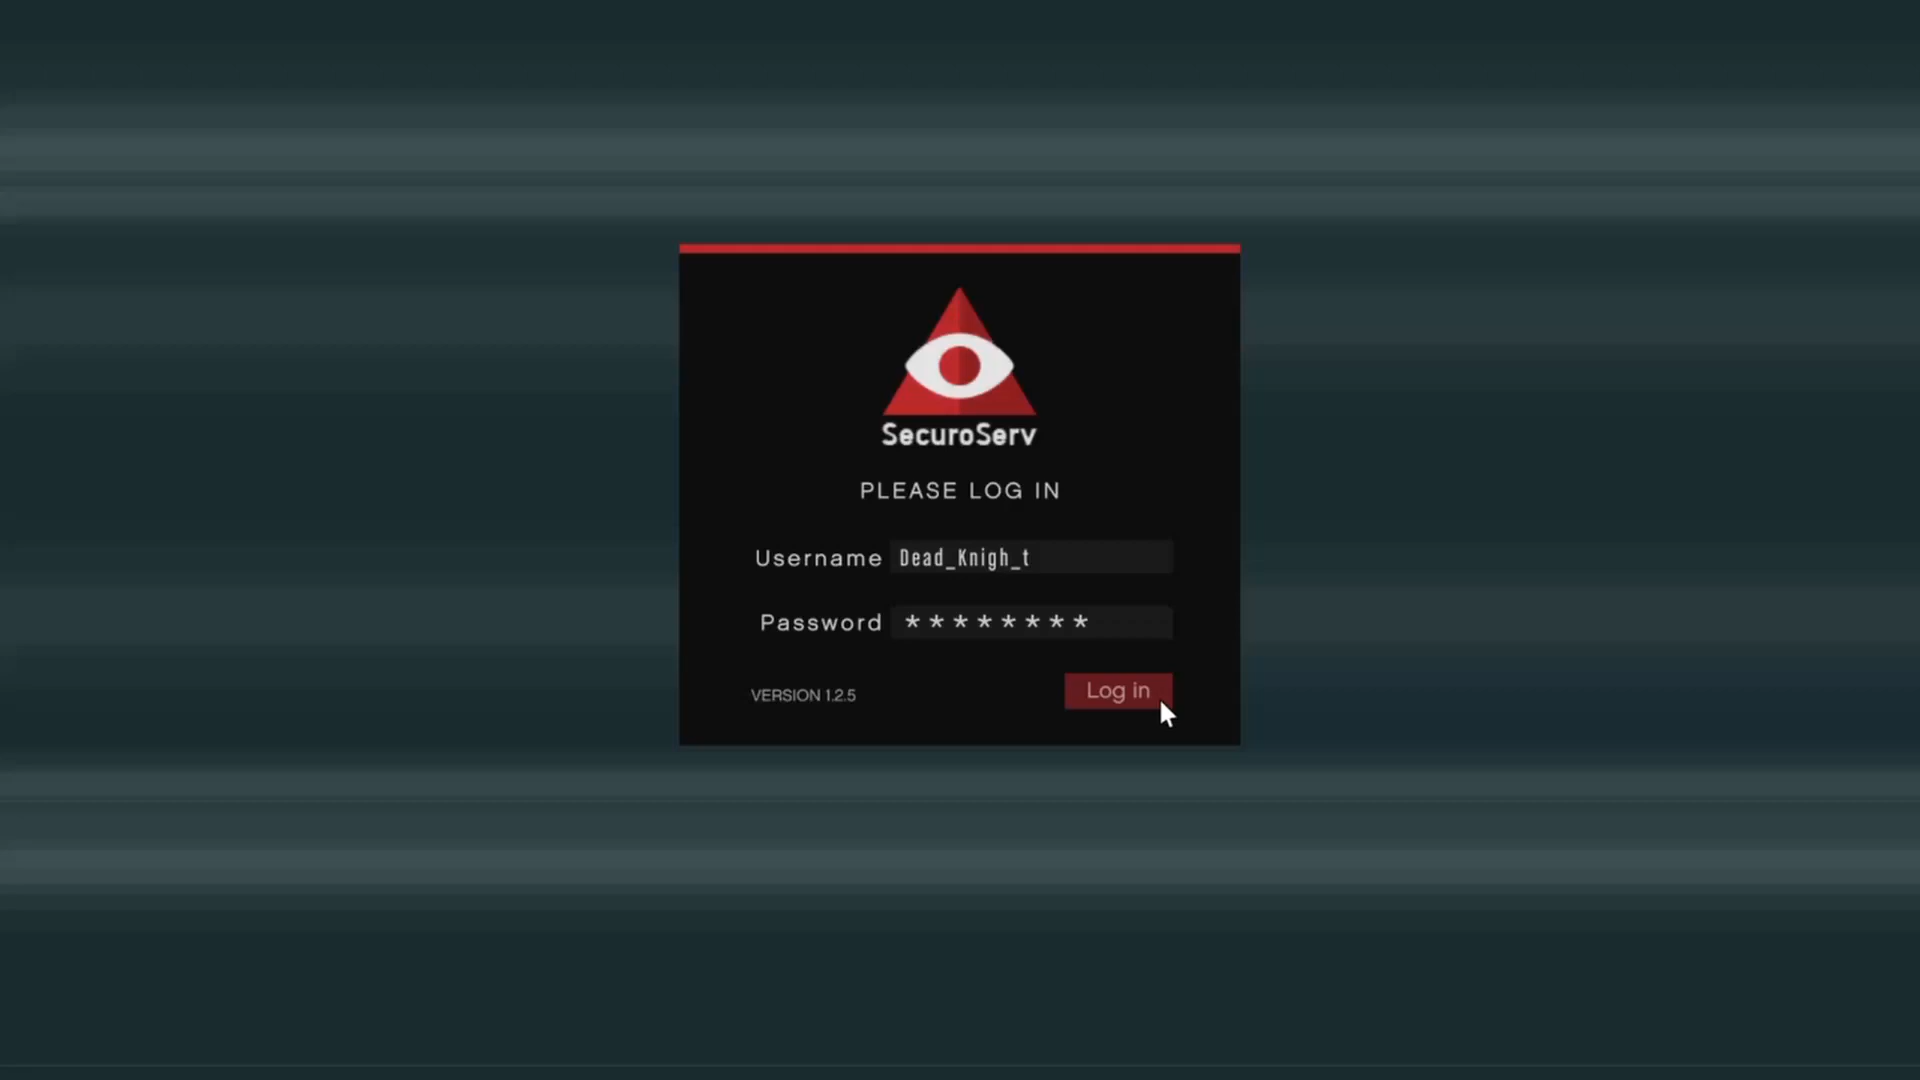 SecuroServ
PLEASE LOG IN
Username Dead_Knigh_t
Password ********
VERSION 1.2.5
Log in